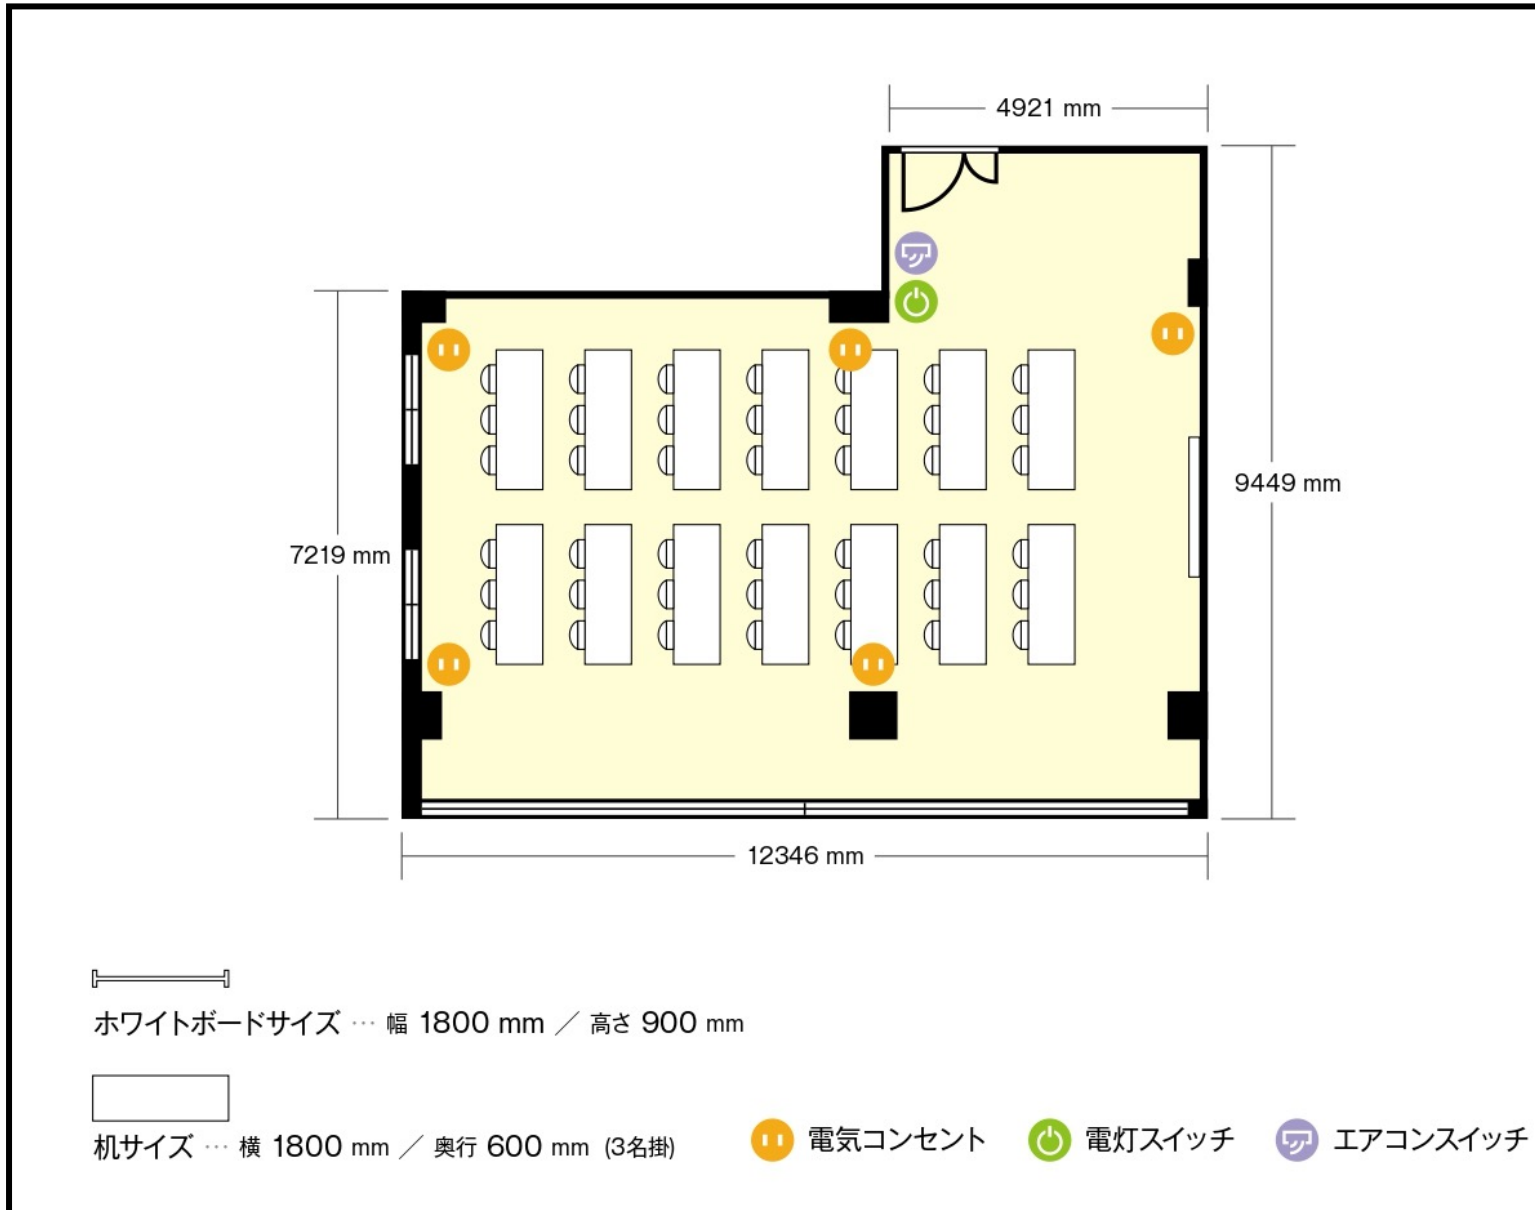 4921 mm
9449 mm
7219 mm
12346 mm
ホワイトボードサイズ … 幅 1800 mm ／ 高さ 900 mm
机サイズ … 横 1800 mm ／ 奥行 600 mm (3名掛)
電気コンセント
電灯スイッチ
エアコンスイッチ